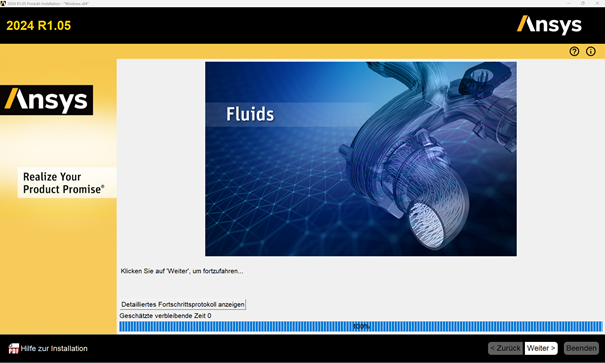 2024 R1.05 Produkt-Installation - "Windows x64"
2024 R1.05
Ansys
Ansys
Fluids
Realize Your
Product Promise®
Klicken Sie auf 'Weiter', um fortzufahren...
Detailliertes Fortschrittsprotokoll anzeigen
Geschätzte verbleibende Zeit 0
100%
PDF Hilfe zur Installation
< Zurück
Weiter >
Beenden